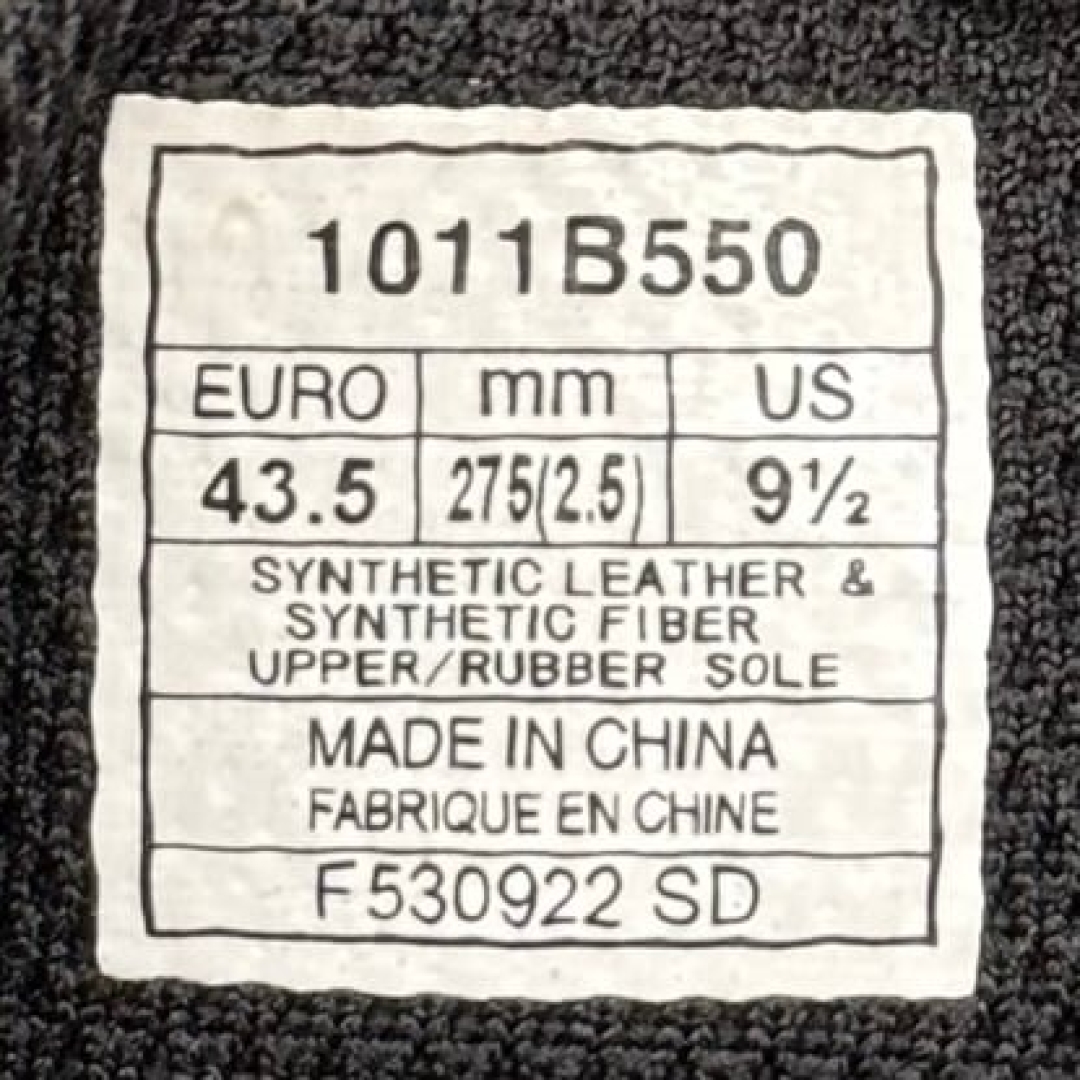 1011B550
EURO mm US
43.5 275(2.5) 9½
SYNTHETIC LEATHER &
SYNTHETIC FIBER
UPPER/RUBBER SOLE
MADE IN CHINA
FABRIQUE EN CHINE
F530922 SD